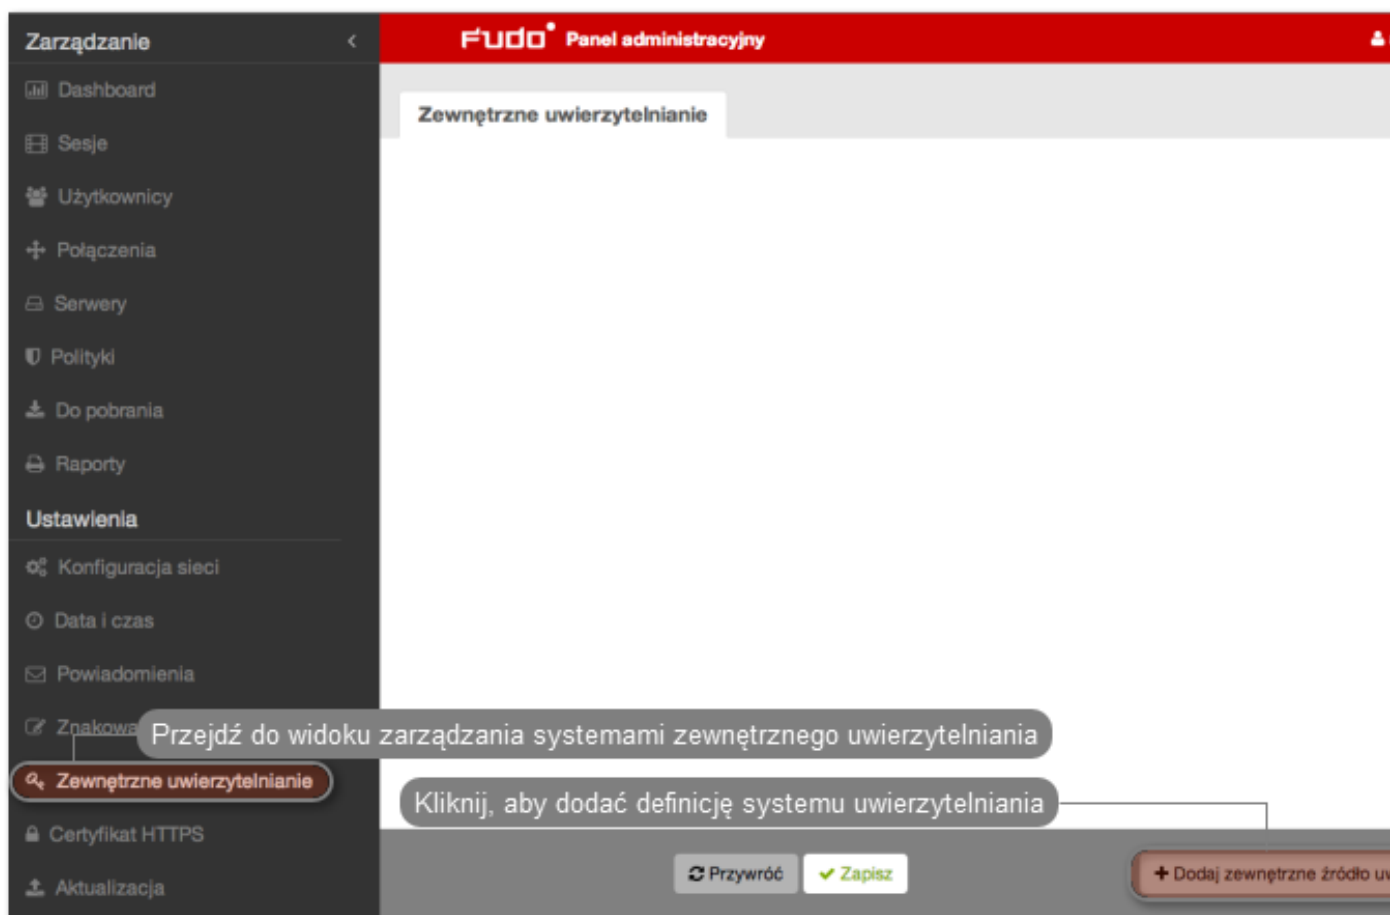 Zarządzanie
Fudo Panel administracyjny
Dashboard
Zewnętrzne uwierzytelnianie
Sesje
Użytkownicy
Połączenia
Serwery
Polityki
Do pobrania
Raporty
Ustawienia
Konfiguracja sieci
Data i czas
Powiadomienia
Przejdź do widoku zarządzania systemami zewnętrznego uwierzytelniania
Zewnętrzne uwierzytelnianie
Kliknij, aby dodać definicję systemu uwierzytelniania
Certyfikat HTTPS
Przywróć
Zapisz
+ Dodaj zewnętrzne źródło
Aktualizacja